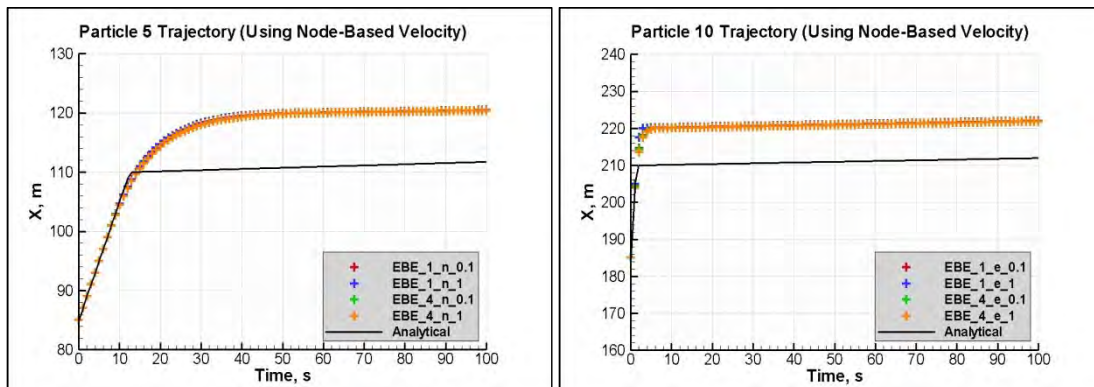 Particle 5 Trajectory (Using Node-Based Velocity)
130
120
110
100
90
80
X, m
0 10 20 30 40 50 60 70 80 90 100
Time, s
EBE_1_n_0.1
EBE_1_n_1
EBE_4_n_0.1
EBE_4_n_1
Analytical
Particle 10 Trajectory (Using Node-Based Velocity)
240
230
220
210
200
190
180
170
160
X, m
0 10 20 30 40 50 60 70 80 90 100
Time, s
EBE_1_e_0.1
EBE_1_e_1
EBE_4_e_0.1
EBE_4_e_1
Analytical